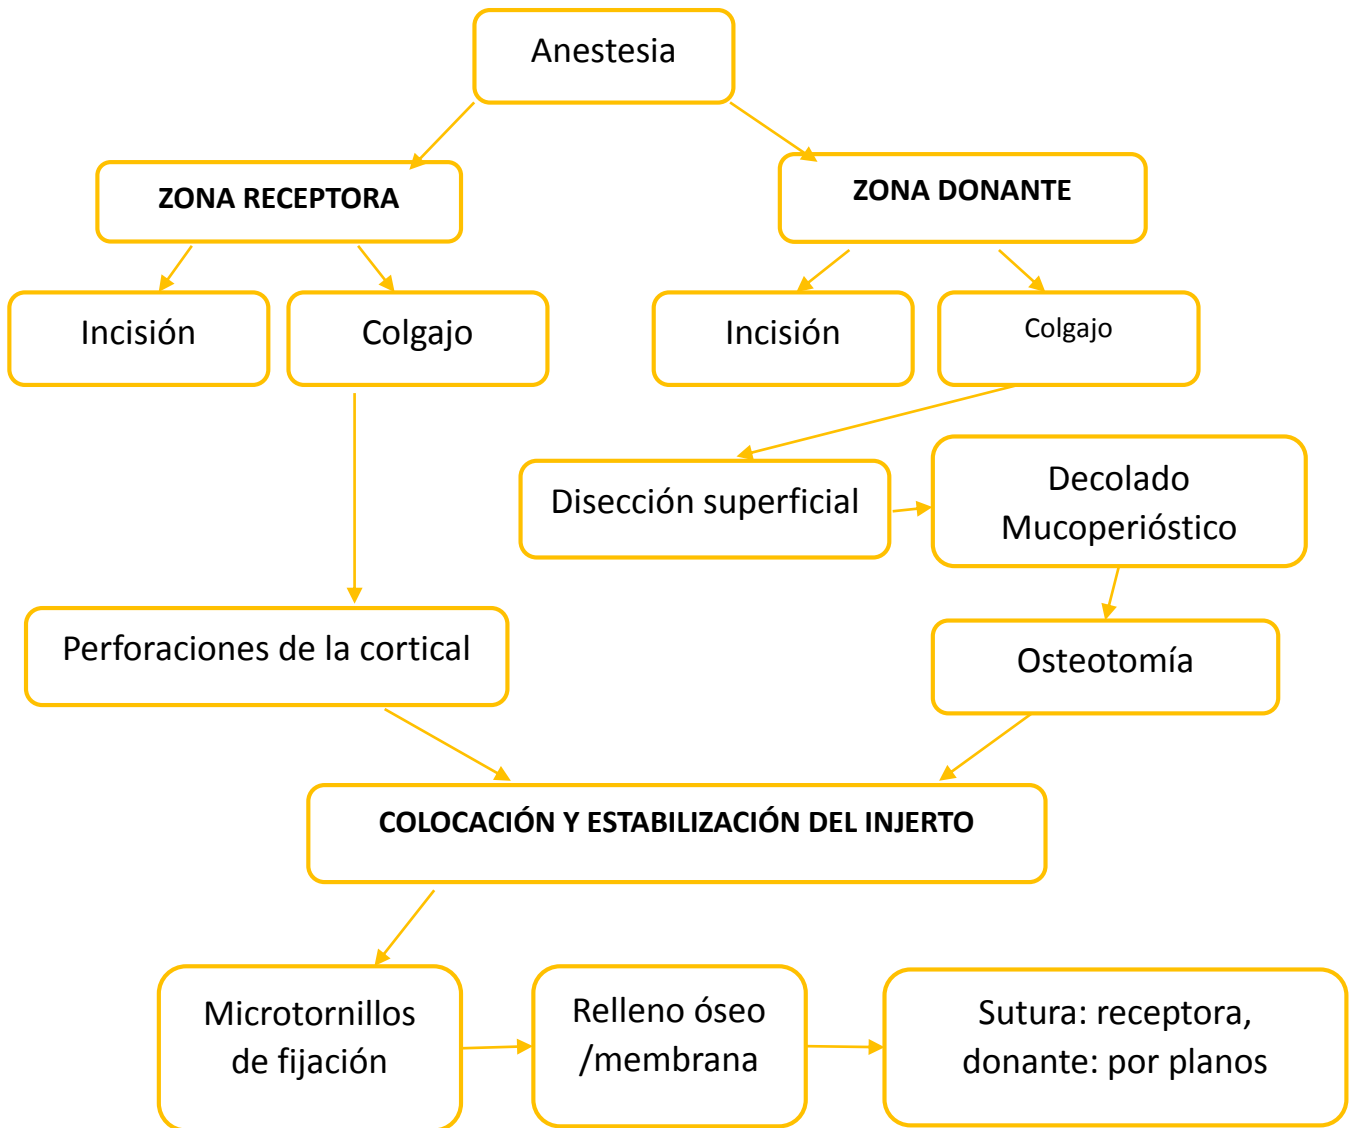 Anestesia
ZONA RECEPTORA
ZONA DONANTE
Incisión
Colgajo
Incisión
Colgajo
Disección superficial
Decolado
Mucoperióstico
Perforaciones de la cortical
Osteotomía
COLOCACIÓN Y ESTABILIZACIÓN DEL INJERTO
Microtornillos
de fijación
Relleno óseo
/membrana
Sutura: receptora,
donante: por planos